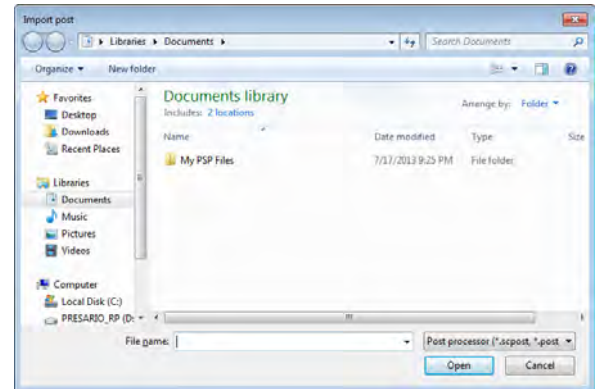 Import post
Libraries ▸ Documents ▸
Search Documents
Organize ▾ New folder
Favorites
Desktop
Downloads
Recent Places
Libraries
Documents
Music
Pictures
Videos
Computer
Local Disk (C:)
PRESARIO_RP (D:
Documents library
Includes: 2 locations
Arrange by: Folder ▾
Name Date modified Type Size
My PSP Files 7/17/2013 9:25 PM File folder
File name:
Post processor (*.scpost, *.post
Open Cancel